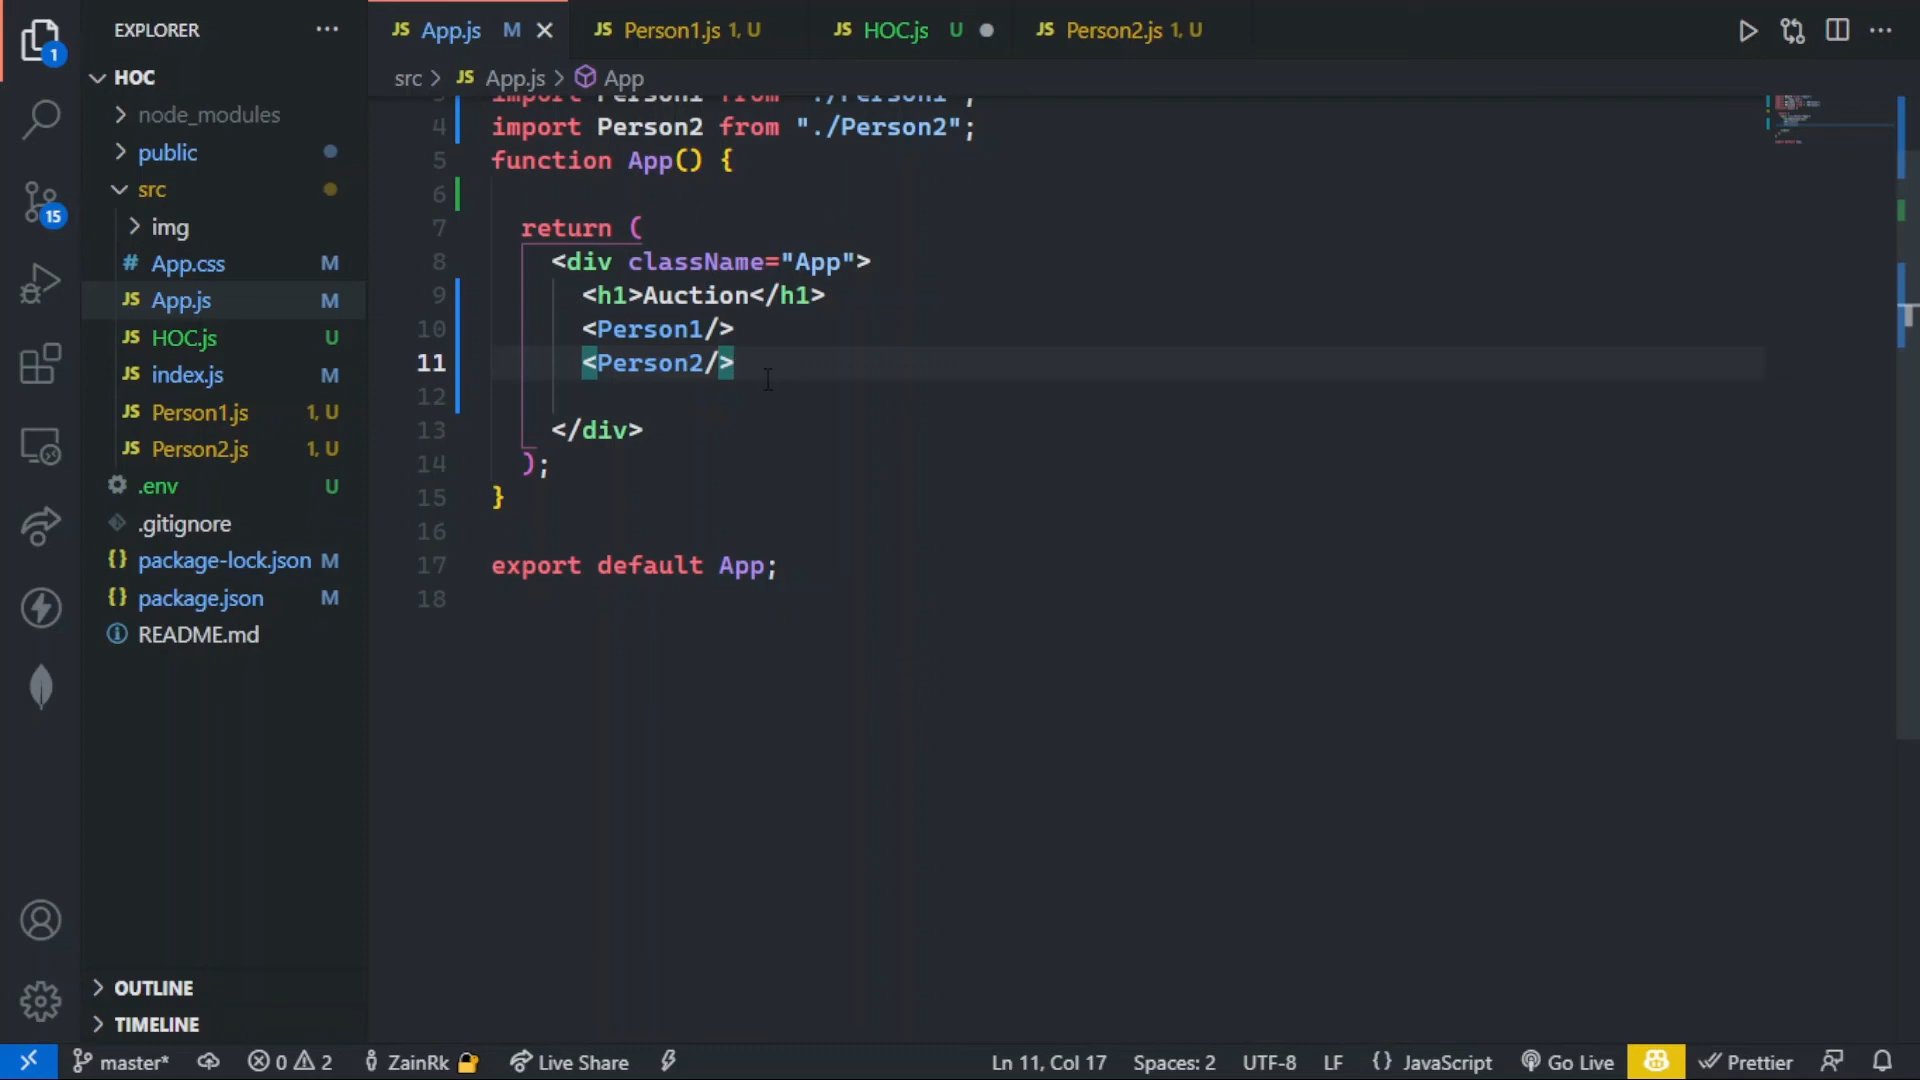 EXPLORER
JS App.js M
JS Person1.js 1, U
JS HOC.js U
JS Person2.js 1, U
src > JS App.js > App
1
15
HOC
node_modules
public
src
img
# App.css M
JS App.js M
JS HOC.js U
JS index.js M
JS Person1.js 1, U
JS Person2.js 1, U
.env U
.gitignore
{} package-lock.json M
{} package.json M
README.md
OUTLINE
TIMELINE
import Person1 from "./Person1";
4 import Person2 from "./Person2";
5 function App() {
6
7 return (
8 <div className="App">
9 <h1>Auction</h1>
10 <Person1/>
11 <Person2/>
12
13 </div>
14 );
15 }
16
17 export default App;
18
master* 0 2 ZainRk Live Share Ln 11, Col 17 Spaces: 2 UTF-8 LF {} JavaScript Go Live Prettier